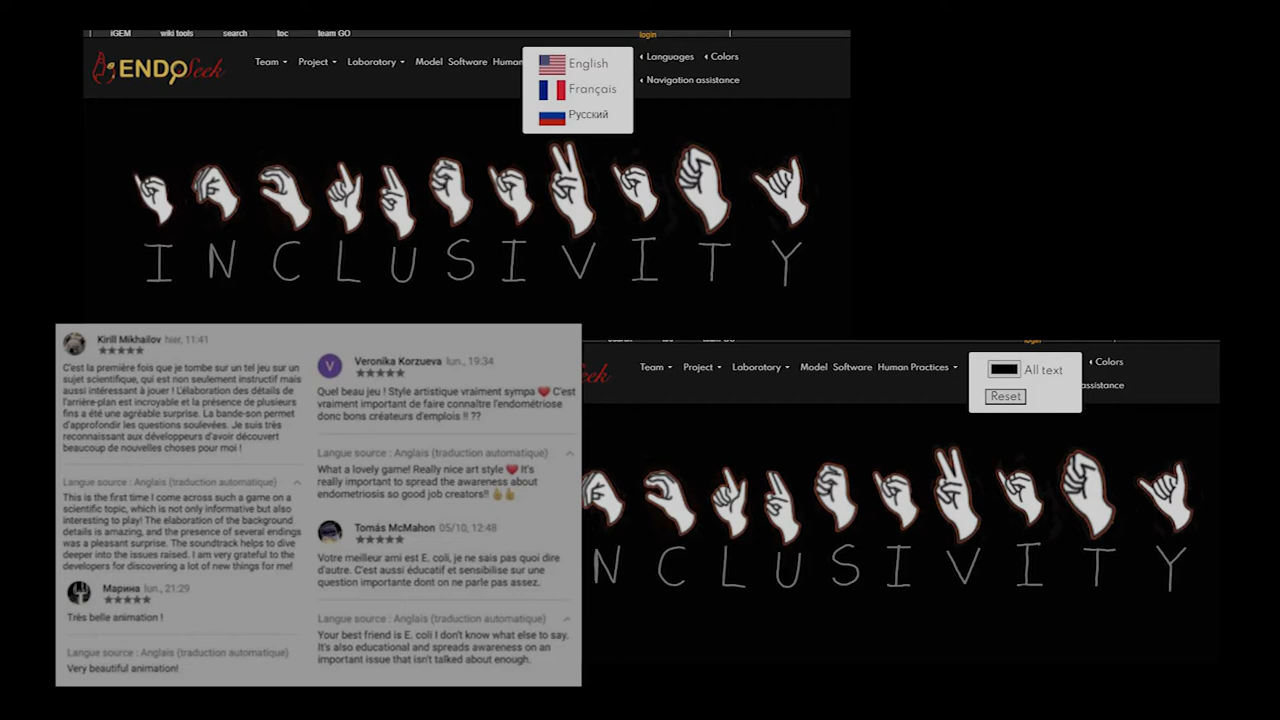 iGEM wiki tools search toc team GO login
ENDOSeek Team Project Laboratory Model Software Human Languages Colors
Navigation assistance
English
Français
Русский
INCLUSIVITY
Kirill Mikhailov hier, 11:41
C'est la première fois que je tombe sur un tel jeu sur un
sujet scientifique, qui est non seulement instructif mais
aussi intéressant à jouer ! L'élaboration des détails de
l'arrière-plan est incroyable et la présence de plusieurs
fins a été une agréable surprise. La bande-son permet
d'approfondir les questions soulevées. Je suis très
reconnaissant aux développeurs d'avoir découvert
beaucoup de nouvelles choses pour moi !
Langue source : Anglais (traduction automatique)
This is the first time I come across such a game on a
scientific topic, which is not only informative but also
interesting to play! The elaboration of the background
details is amazing, and the presence of several endings
was a pleasant surprise. The soundtrack helps to dive
deeper into the issues raised. I am very grateful to the
developers for discovering a lot of new things for me!
Марина lun., 21:29
Très belle animation !
Langue source : Anglais (traduction automatique)
Very beautiful animation!
Veronika Korzueva lun., 19:34
V
Quel beau jeu ! Style artistique vraiment sympa ❤ C'est
vraiment important de faire connaître l'endométriose
donc bons créateurs d'emplois !! ??
Langue source : Anglais (traduction automatique)
What a lovely game! Really nice art style ❤ It's
really important to spread the awareness about
endometriosis so good job creators!! 👍👍
Tomás McMahon 05/10, 12:48
Votre meilleur ami est E. coli, je ne sais pas quoi dire
d'autre. C'est aussi éducatif et sensibilise sur une
question importante dont on ne parle pas assez.
Langue source : Anglais (traduction automatique)
Your best friend is E. coli I don't know what else to say.
It's also educational and spreads awareness on an
important issue that isn't talked about enough.
Team Project Laboratory Model Software Human Practices Colors
assistance
All text
Reset
NCLUSIVITY